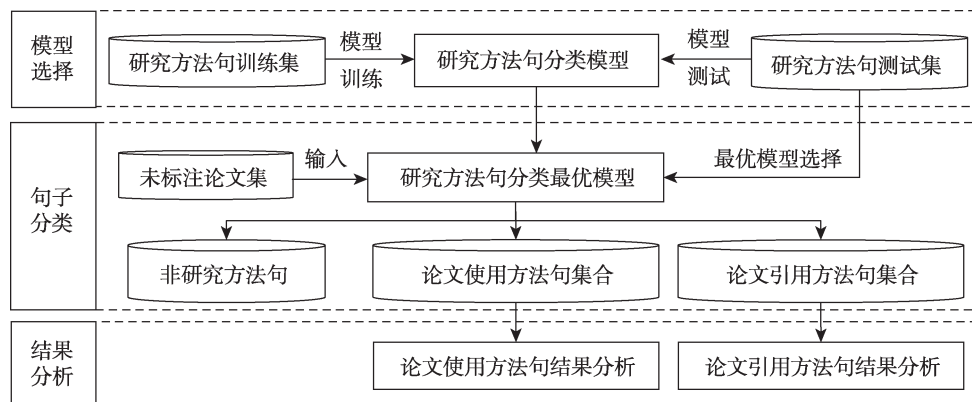 模型
选择
研究方法句训练集
模型
训练
研究方法句分类模型
模型
测试
研究方法句测试集
句子
分类
未标注论文集
输入
研究方法句分类最优模型
最优模型选择
非研究方法句
论文使用方法句集合
论文引用方法句集合
结果
分析
论文使用方法句结果分析
论文引用方法句结果分析